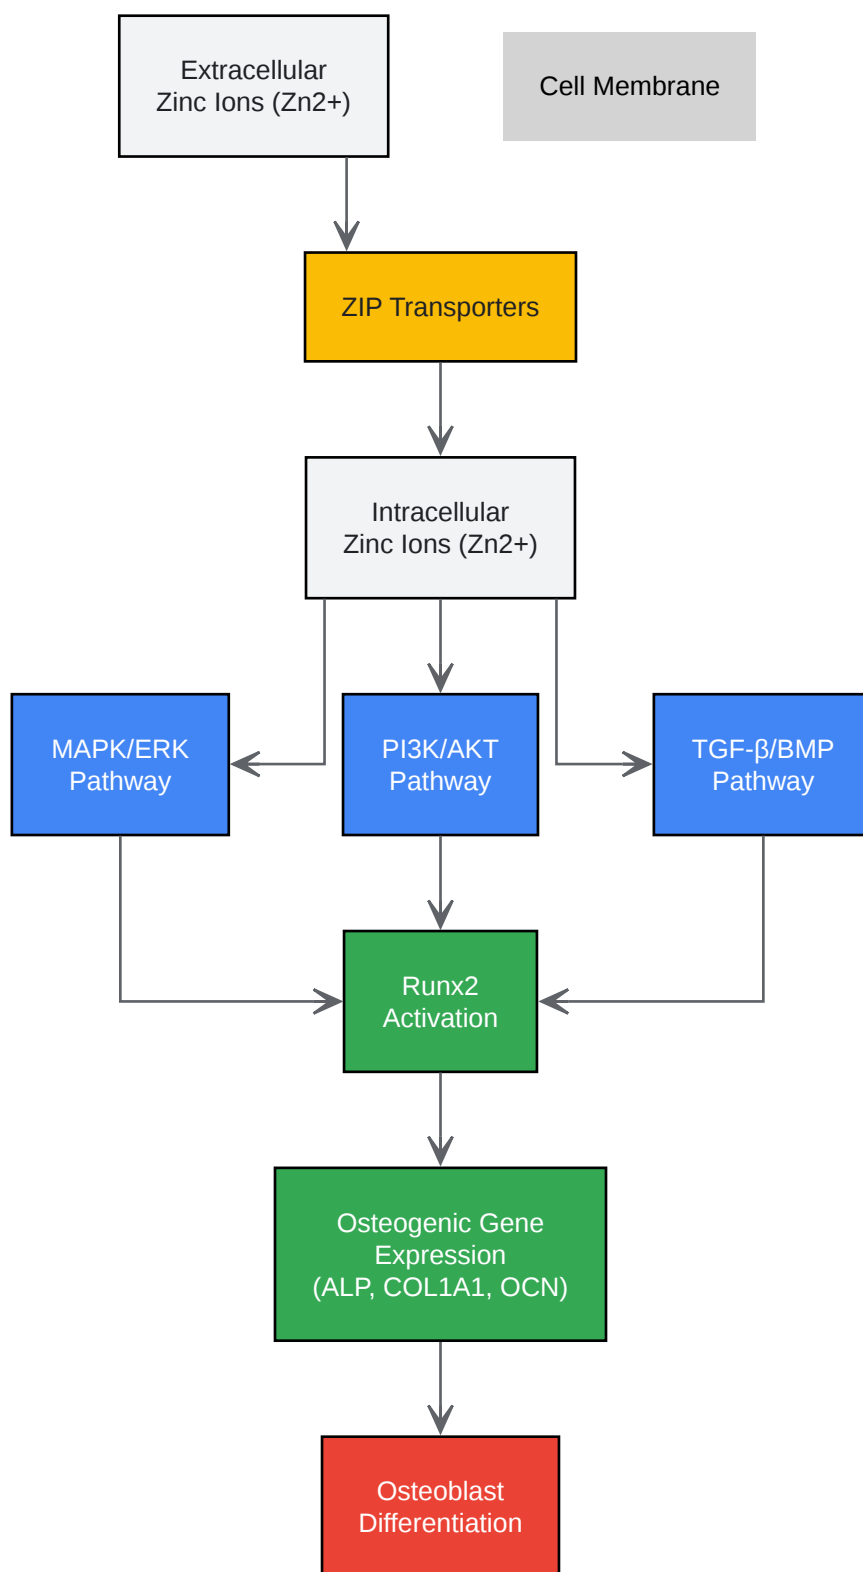 Extracellular
Zinc Ions (Zn2+)
Cell Membrane
ZIP Transporters
Intracellular
Zinc Ions (Zn2+)
MAPK/ERK
Pathway
PI3K/AKT
Pathway
TGF-β/BMP
Pathway
Runx2
Activation
Osteogenic Gene
Expression
(ALP, COL1A1, OCN)
Osteoblast
Differentiation